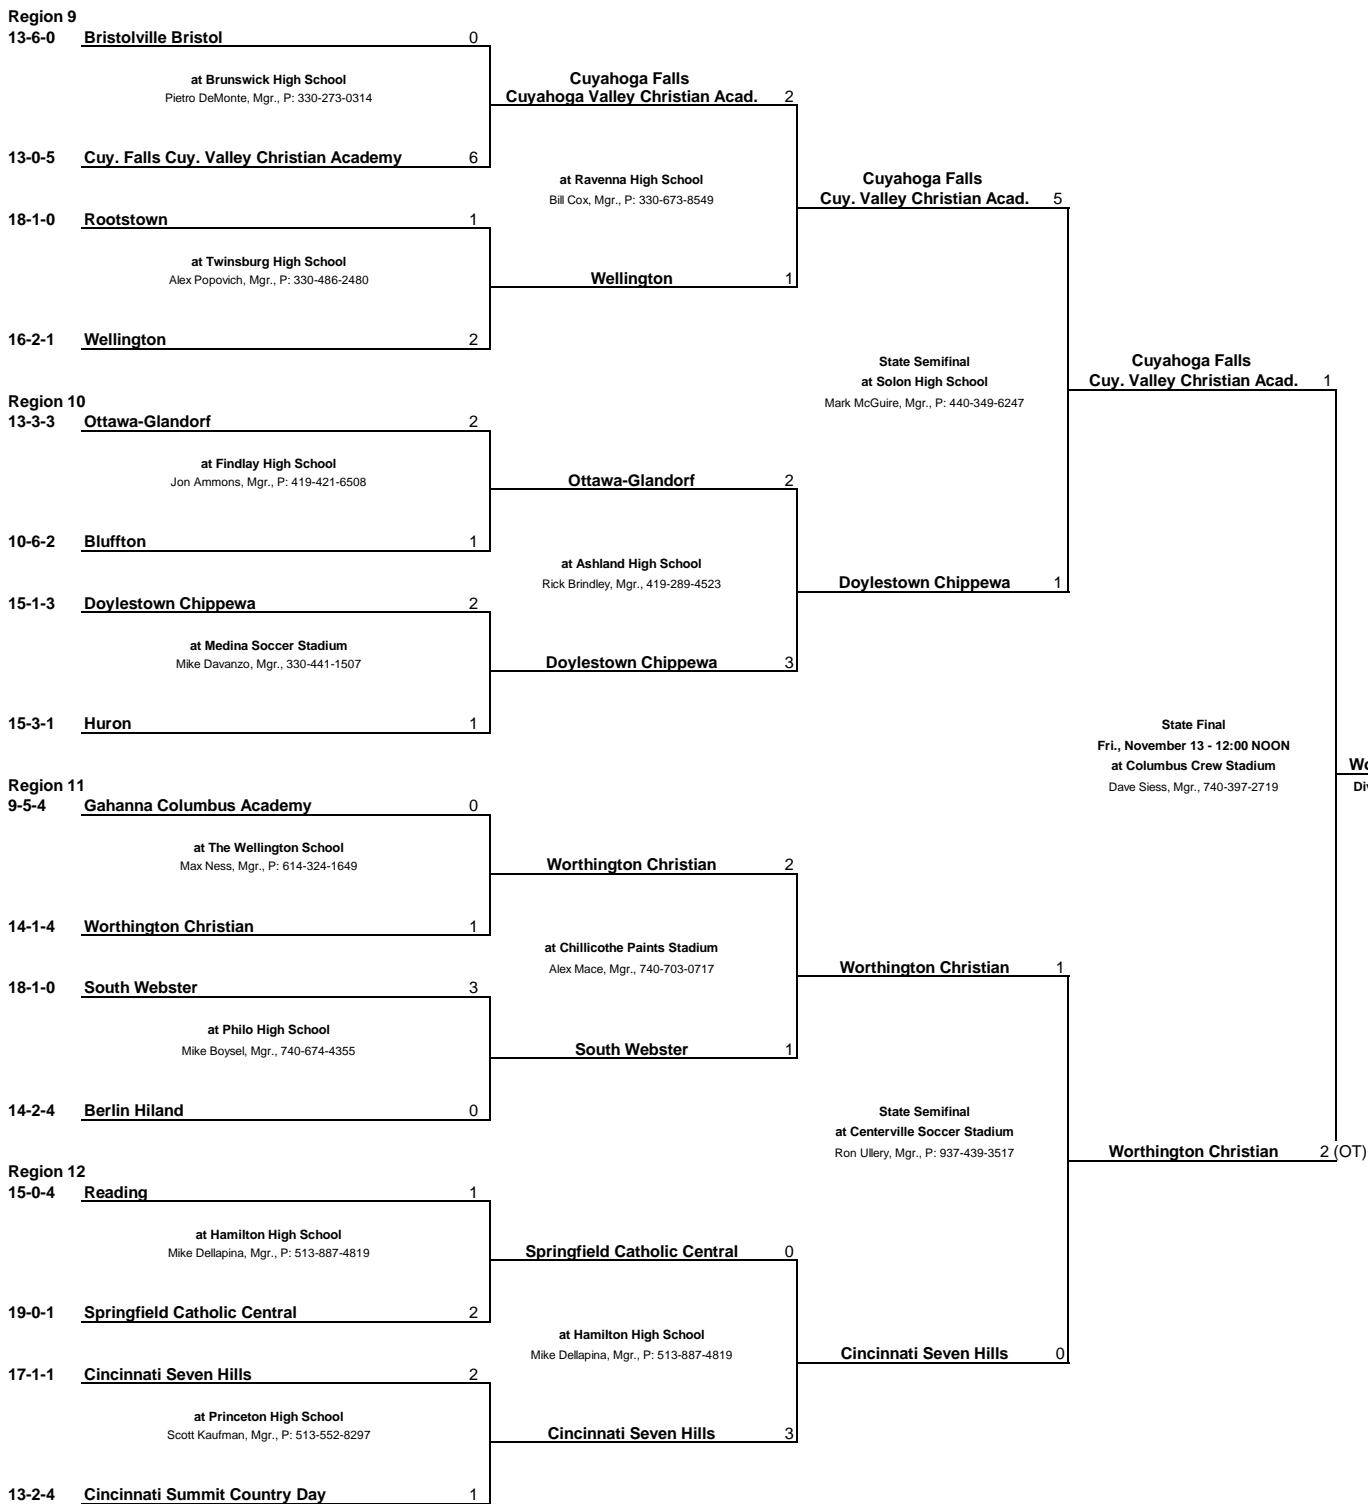 Region 9
13-6-0 Bristolville Bristol 0
at Brunswick High School
Pietro DeMonte, Mgr., P: 330-273-0314
13-0-5 Cuy. Falls Cuy. Valley Christian Academy 6
Cuyahoga Falls
Cuyahoga Valley Christian Acad. 2
18-1-0 Rootstown 1
at Twinsburg High School
Alex Popovich, Mgr., P: 330-486-2480
16-2-1 Wellington 2
at Ravenna High School
Bill Cox, Mgr., P: 330-673-8549
Wellington 1
Cuyahoga Falls
Cuy. Valley Christian Acad. 5
Region 10
13-3-3 Ottawa-Glandorf 2
at Findlay High School
Jon Ammons, Mgr., P: 419-421-6508
10-6-2 Bluffton 1
Ottawa-Glandorf 2
at Ashland High School
Rick Brindley, Mgr., 419-289-4523
15-1-3 Doylestown Chippewa 2
at Medina Soccer Stadium
Mike Davanzo, Mgr., 330-441-1507
15-3-1 Huron 1
Doylestown Chippewa 3
State Semifinal
at Solon High School
Mark McGuire, Mgr., P: 440-349-6247
Doylestown Chippewa 1
Cuyahoga Falls
Cuy. Valley Christian Acad. 1
State Final
Fri., November 13 - 12:00 NOON
at Columbus Crew Stadium
Dave Siess, Mgr., 740-397-2719
Region 11
9-5-4 Gahanna Columbus Academy 0
at The Wellington School
Max Ness, Mgr., P: 614-324-1649
14-1-4 Worthington Christian 1
Worthington Christian 2
at Chillicothe Paints Stadium
Alex Mace, Mgr., 740-703-0717
18-1-0 South Webster 3
at Philo High School
Mike Boysel, Mgr., 740-674-4355
14-2-4 Berlin Hiland 0
South Webster 1
Worthington Christian 1
State Semifinal
at Centerville Soccer Stadium
Ron Ullery, Mgr., P: 937-439-3517
Worthington Christian 2 (OT)
Region 12
15-0-4 Reading 1
at Hamilton High School
Mike Dellapina, Mgr., P: 513-887-4819
19-0-1 Springfield Catholic Central 2
Springfield Catholic Central 0
at Hamilton High School
Mike Dellapina, Mgr., P: 513-887-4819
Cincinnati Seven Hills 0
17-1-1 Cincinnati Seven Hills 2
at Princeton High School
Scott Kaufman, Mgr., P: 513-552-8297
13-2-4 Cincinnati Summit Country Day 1
Cincinnati Seven Hills 3